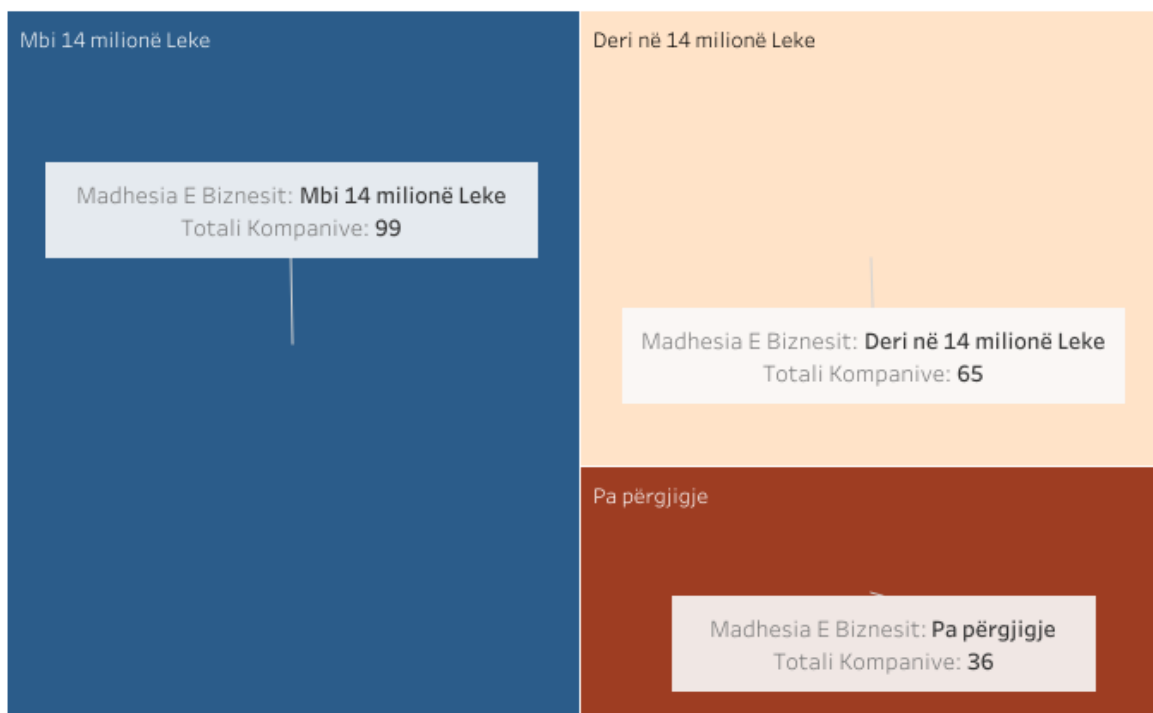 Mbi 14 milionë Leke
Madhesia E Biznesit: Mbi 14 milionë Leke
Totali Kompanive: 99
Deri në 14 milionë Leke
Madhesia E Biznesit: Deri në 14 milionë Leke
Totali Kompanive: 65
Pa përgjigje
Madhesia E Biznesit: Pa përgjigje
Totali Kompanive: 36